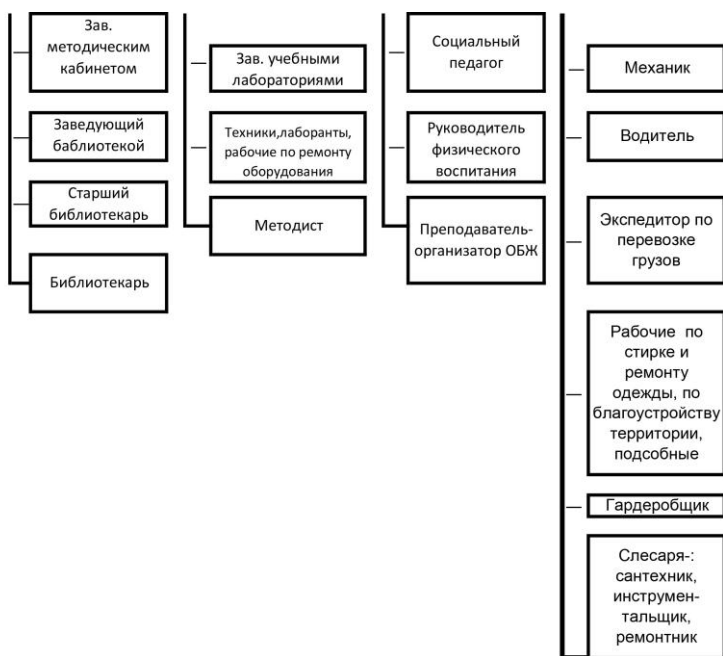 Зав.
методическим
кабинетом
Заведующий
баблиотекой
Старший
библиотекарь
Библиотекарь
Зав. учебными
лабораториями
Техники,лаборанты,
рабочие по ремонту
оборудования
Методист
Социальный
педагог
Руководитель
физического
воспитания
Преподаватель-
организатор ОБЖ
Механик
Водитель
Экспедитор по
перевозке
грузов
Рабочие по
стирке и
ремонту
одежды, по
благоустройству
территории,
подсобные
Гардеробщик
Слесаря-:
сантехник,
инструмен-
тальщик,
ремонтник